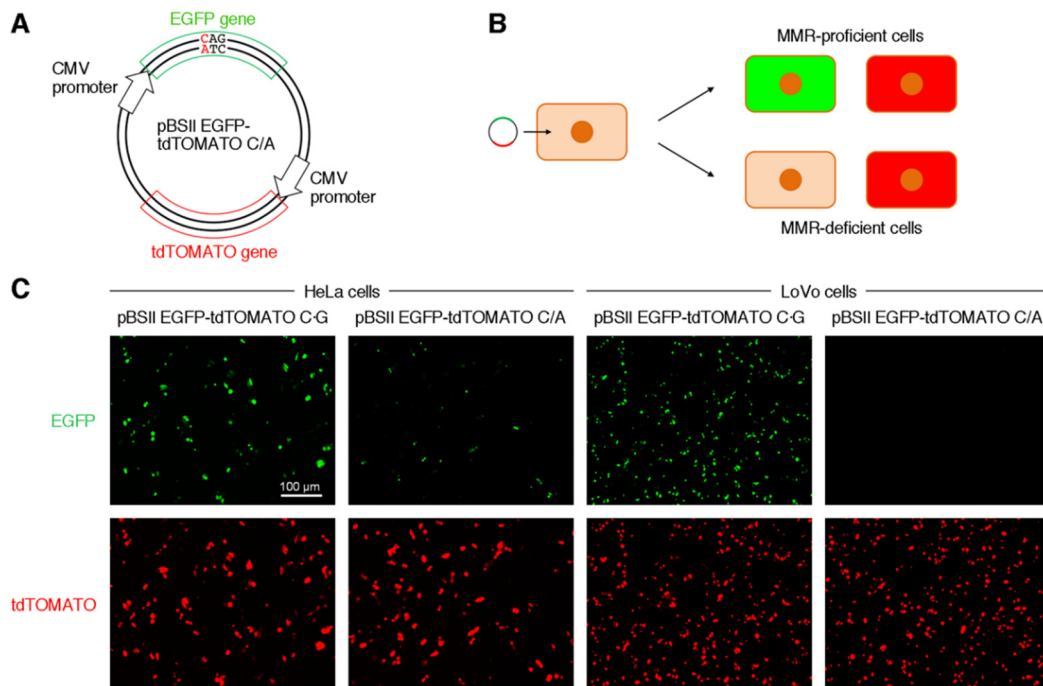 A
EGFP gene
CAG
ATC
CMV
promoter
pBSII EGFP-
tdTOMATO C/A
CMV
promoter
tdTOMATO gene
B
MMR-proficient cells
MMR-deficient cells
C
HeLa cells
LoVo cells
pBSII EGFP-tdTOMATO C·G
pBSII EGFP-tdTOMATO C/A
pBSII EGFP-tdTOMATO C·G
pBSII EGFP-tdTOMATO C/A
EGFP
100 µm
tdTOMATO